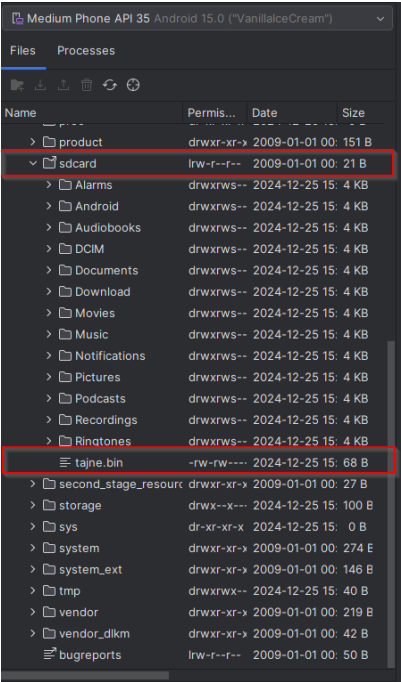 Medium Phone API 35 Android 15.0 ("VanillaIceCream")
Files Processes
Name Permis... Date Size
product drwxr-xr-x 2009-01-01 00: 151 B
sdcard lrw-r--r-- 2009-01-01 00: 21 B
Alarms drwxrws-- 2024-12-25 15: 4 KB
Android drwxrws-- 2024-12-25 15: 4 KB
Audiobooks drwxrws-- 2024-12-25 15: 4 KB
DCIM drwxrws-- 2024-12-25 15: 4 KB
Documents drwxrws-- 2024-12-25 15: 4 KB
Download drwxrws-- 2024-12-25 15: 4 KB
Movies drwxrws-- 2024-12-25 15: 4 KB
Music drwxrws-- 2024-12-25 15: 4 KB
Notifications drwxrws-- 2024-12-25 15: 4 KB
Pictures drwxrws-- 2024-12-25 15: 4 KB
Podcasts drwxrws-- 2024-12-25 15: 4 KB
Recordings drwxrws-- 2024-12-25 15: 4 KB
Ringtones drwxrws-- 2024-12-25 15: 4 KB
tajne.bin -rw-rw---- 2024-12-25 15: 68 B
second_stage_resourc drwxr-xr-x 2009-01-01 00: 27 B
storage drwx--x--- 2024-12-25 15: 100 B
sys dr-xr-xr-x 2024-12-25 15: 0 B
system drwxr-xr-x 2009-01-01 00: 274 B
system_ext drwxr-xr-x 2009-01-01 00: 146 B
tmp drwxrwx-- 2024-12-25 15: 40 B
vendor drwxr-xr-x 2009-01-01 00: 219 B
vendor_dlkm drwxr-xr-x 2009-01-01 00: 42 B
bugreports lrw-r--r-- 2009-01-01 00: 50 B